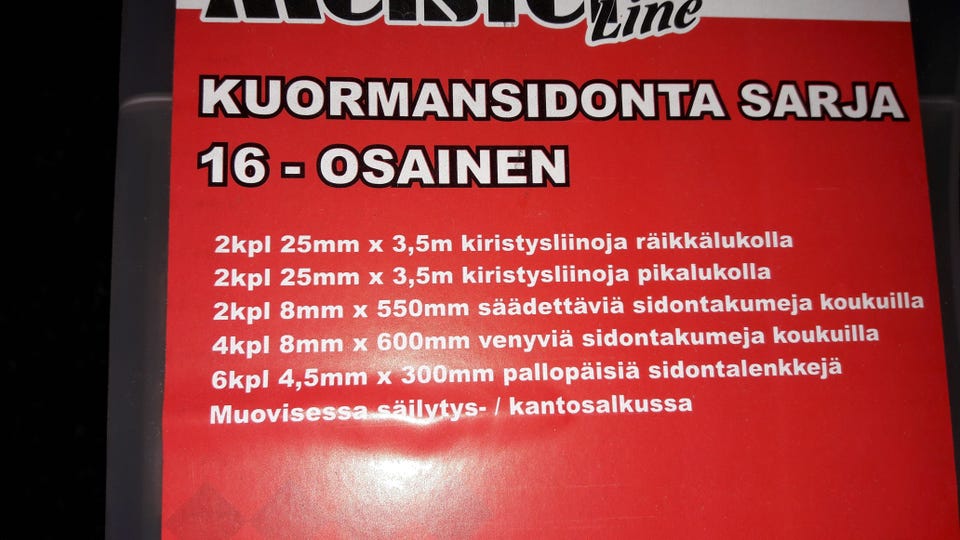 Meister
Line
KUORMANSIDONTA SARJA
16 - OSAINEN
2kpl 25mm x 3,5m kiristysliinoja räikkälukolla
2kpl 25mm x 3,5m kiristysliinoja pikalukolla
2kpl 8mm x 550mm säädettäviä sidontakumeja koukuilla
4kpl 8mm x 600mm venyviä sidontakumeja koukuilla
6kpl 4,5mm x 300mm pallopäisiä sidontalenkkejä
Muovisessa säilytys- / kantosalkussa